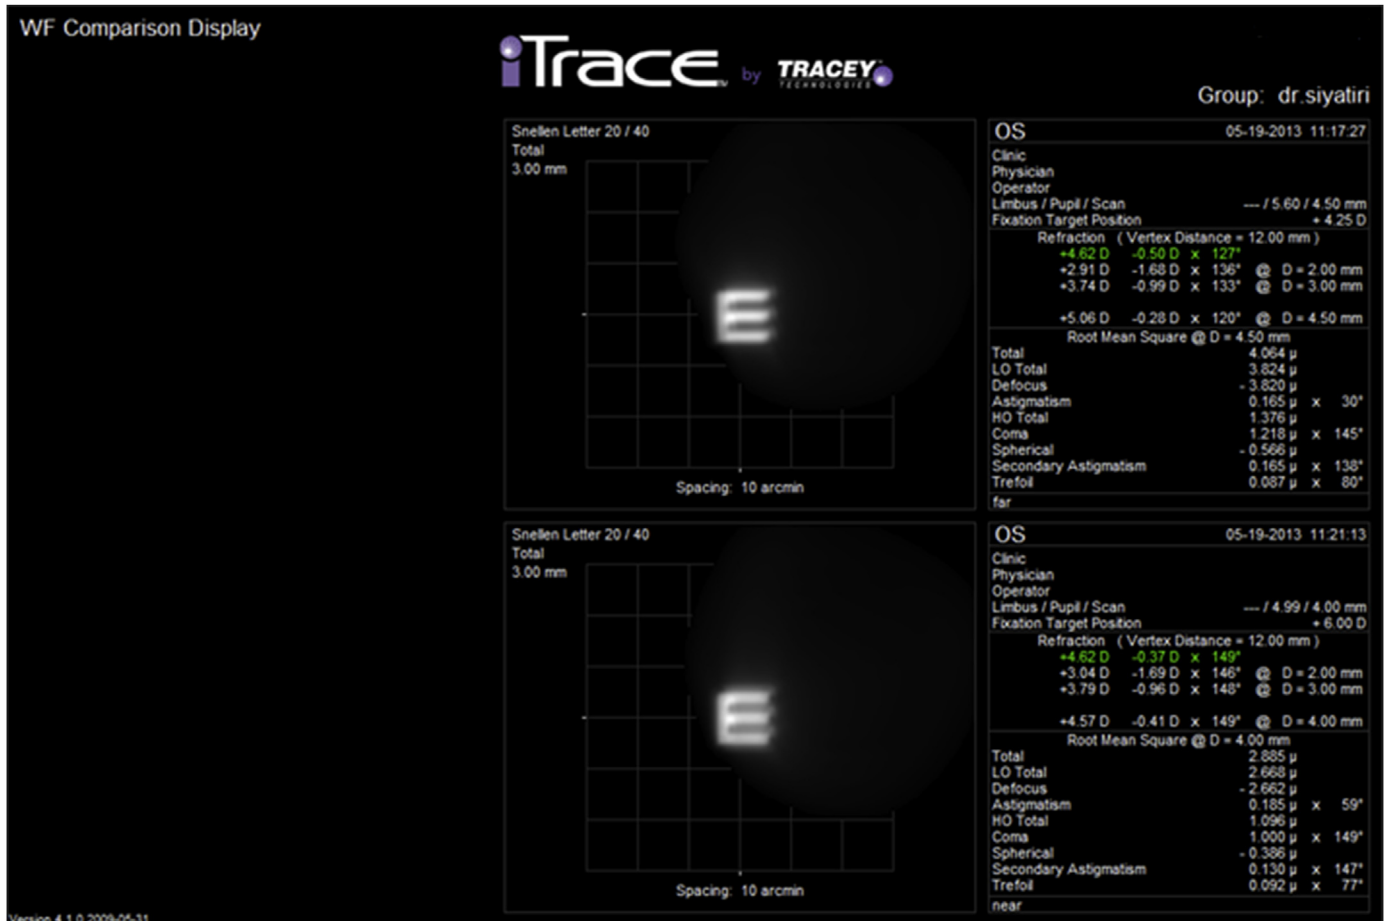 WF Comparison Display
iTrace by TRACEY TECHNOLOGIES
Group: dr.siyatiri
Snellen Letter 20 / 40
Total
3.00 mm
E
Spacing: 10 arcmin
OS 05-19-2013 11:17:27
Clinic
Physician
Operator
Limbus / Pupil / Scan --- / 5.60 / 4.50 mm
Fixation Target Position + 4.25 D
Refraction ( Vertex Distance = 12.00 mm )
+4.62 D -0.50 D x 127°
+2.91 D -1.68 D x 136° @ D = 2.00 mm
+3.74 D -0.99 D x 133° @ D = 3.00 mm
+5.06 D -0.28 D x 120° @ D = 4.50 mm
Root Mean Square @ D = 4.50 mm
Total 4.064 µ
LO Total 3.824 µ
Defocus - 3.820 µ
Astigmatism 0.165 µ x 30°
HO Total 1.376 µ
Coma 1.218 µ x 145°
Spherical - 0.566 µ
Secondary Astigmatism 0.165 µ x 138°
Trefoil 0.087 µ x 80°
far
Snellen Letter 20 / 40
Total
3.00 mm
E
Spacing: 10 arcmin
OS 05-19-2013 11:21:13
Clinic
Physician
Operator
Limbus / Pupil / Scan --- / 4.99 / 4.00 mm
Fixation Target Position + 6.00 D
Refraction ( Vertex Distance = 12.00 mm )
+4.62 D -0.37 D x 149°
+3.04 D -1.69 D x 146° @ D = 2.00 mm
+3.79 D -0.96 D x 148° @ D = 3.00 mm
+4.57 D -0.41 D x 149° @ D = 4.00 mm
Root Mean Square @ D = 4.00 mm
Total 2.885 µ
LO Total 2.668 µ
Defocus - 2.662 µ
Astigmatism 0.185 µ x 59°
HO Total 1.096 µ
Coma 1.000 µ x 149°
Spherical - 0.386 µ
Secondary Astigmatism 0.130 µ x 147°
Trefoil 0.092 µ x 77°
near
Version 4.1.0 2009-05-31